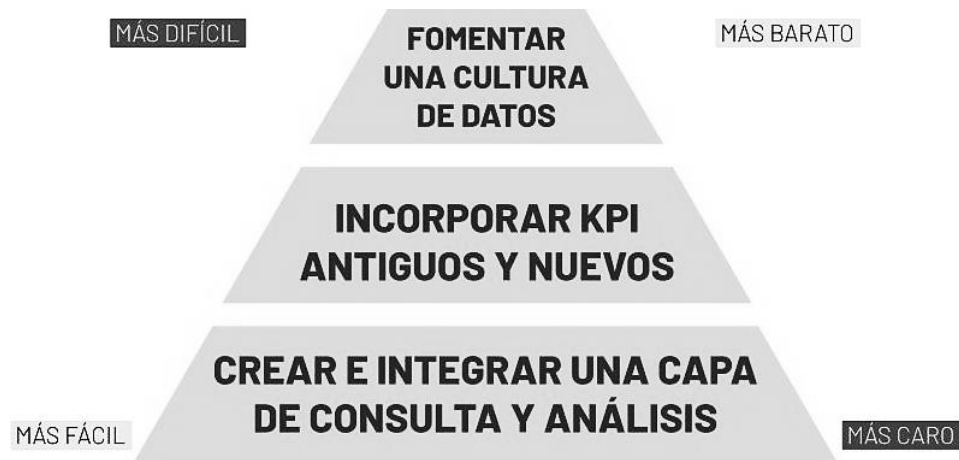 MÁS DIFÍCIL
FOMENTAR
UNA CULTURA
DE DATOS
MÁS BARATO
INCORPORAR KPI
ANTIGUOS Y NUEVOS
CREAR E INTEGRAR UNA CAPA
DE CONSULTA Y ANÁLISIS
MÁS FÁCIL
MÁS CARO